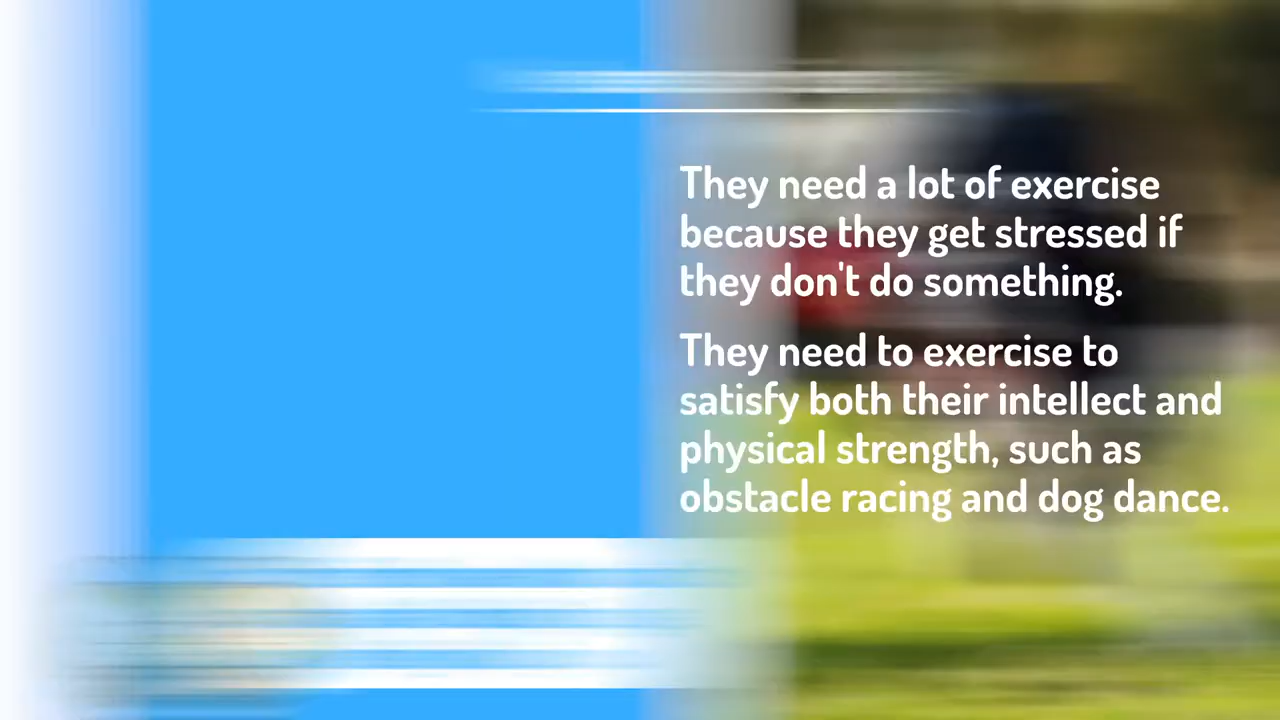 They need a lot of exercise
because they get stressed if
they don't do something.
They need to exercise to
satisfy both their intellect and
physical strength, such as
obstacle racing and dog dance.